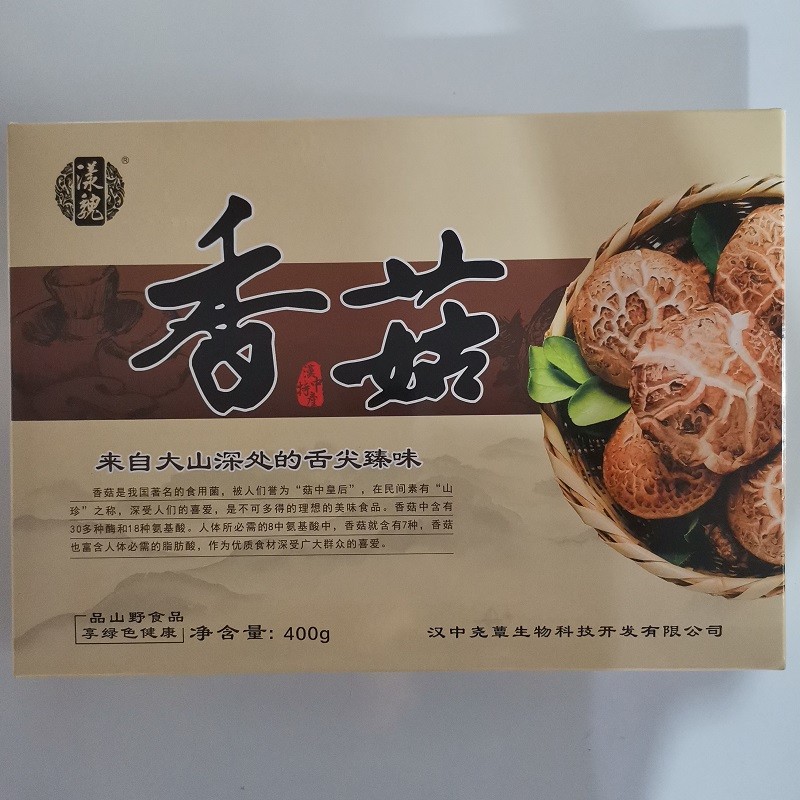 漾魏
®
香菇
漢中特産
来自大山深处的舌尖臻味
香菇是我国著名的食用菌，被人们誉为“菇中皇后”，在民间素有“山
珍”之称，深受人们的喜爱，是不可多得的理想的美味食品。香菇中含有
30多种酶和18种氨基酸。人体所必需的8中氨基酸中，香菇就含有7种，香菇
也富含人体必需的脂肪酸，作为优质食材深受广大群众的喜爱。
品山野食品
享绿色健康
净含量：400g
汉中尧蕈生物科技开发有限公司